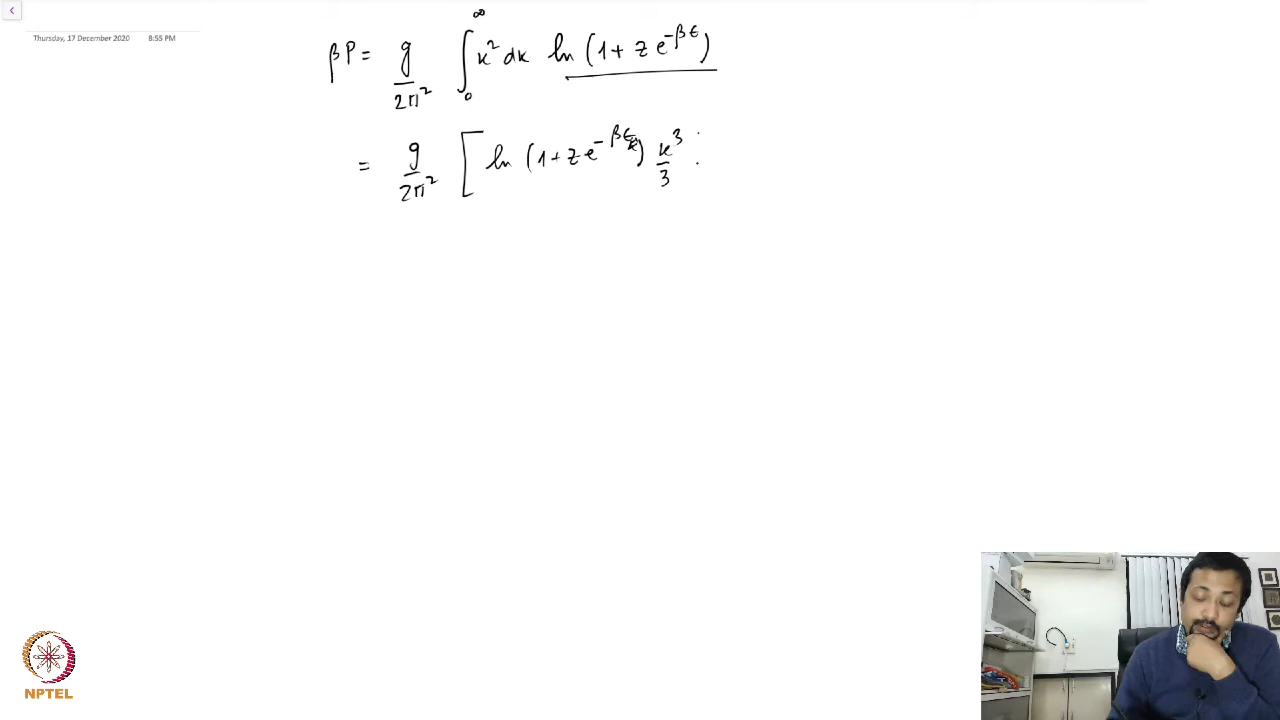 Thursday, 17 December 2020 8:55 PM
βP = g/2π² ∫₀^∞ k² dk ln (1 + z e^{-βϵ})
= g/2π² [ ln (1 + z e^{-βϵ_k}) k³/3
NPTEL